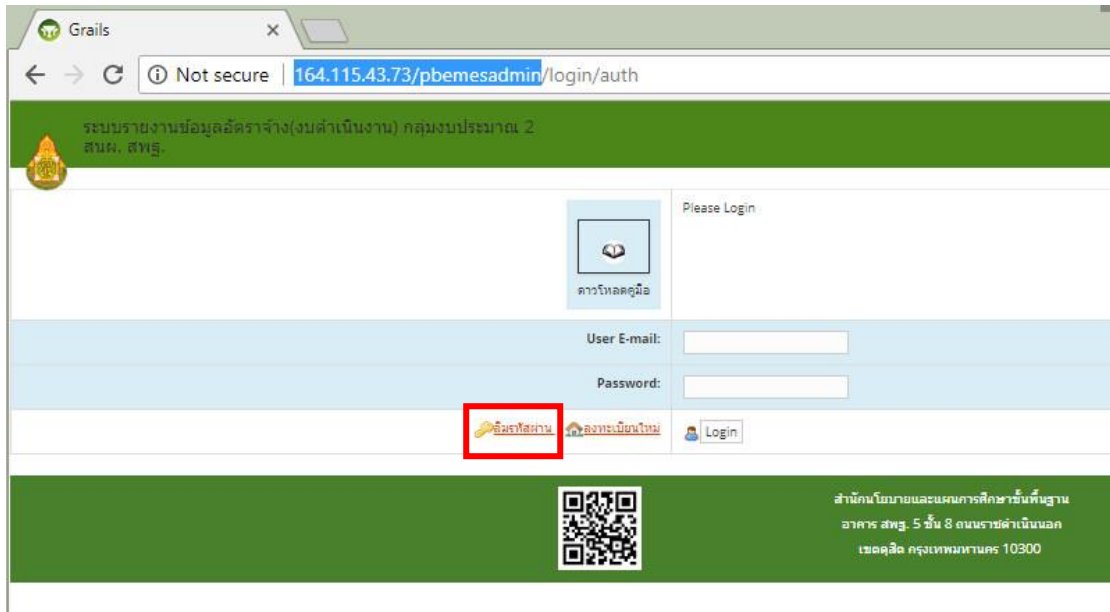 Grails
Not secure | 164.115.43.73/pbemesadmin/login/auth
ระบบรายงานข้อมูลอัตราจ้าง(งบดำเนินงาน) กลุ่มงบประมาณ 2
สนผ. สพฐ.
Please Login
ดาวโหลดคู่มือ
User E-mail:
Password:
ลืมรหัสผ่าน ลงทะเบียนใหม่ Login
สำนักนโยบายและแผนการศึกษาขั้นพื้นฐาน
อาคาร สพฐ. 5 ชั้น 8 ถนนราชดำเนินนอก
เขตดุสิต กรุงเทพมหานคร 10300